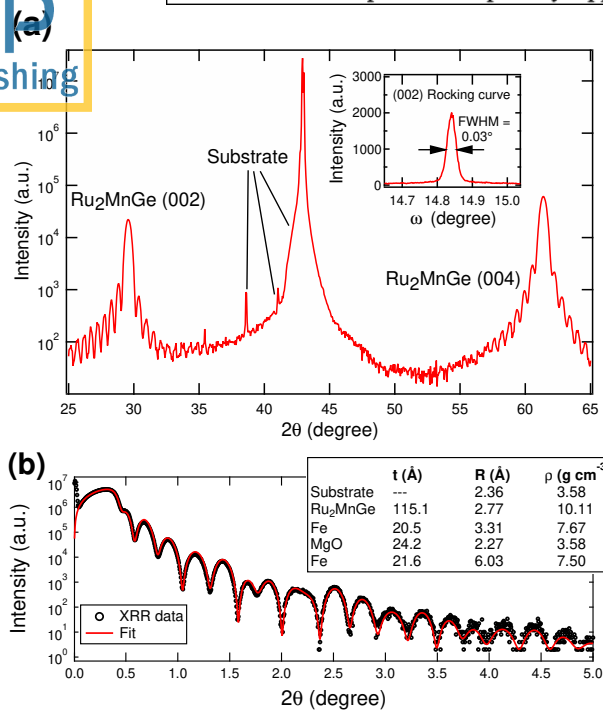 (a)
shing
(002) Rocking curve
FWHM =
0.03°
Intensity (a.u.)
3000
2000
1000
0
14.7 14.8 14.9 15.0
ω (degree)
Substrate
Ru2MnGe (002)
Ru2MnGe (004)
Intensity (a.u.)
10^6
10^5
10^4
10^3
10^2
25 30 35 40 45 50 55 60 65
2θ (degree)
(b)
t (Å) R (Å) ρ (g cm-3
Substrate --- 2.36 3.58
Ru2MnGe 115.1 2.77 10.11
Fe 20.5 3.31 7.67
MgO 24.2 2.27 3.58
Fe 21.6 6.03 7.50
Intensity (a.u.)
10^7
10^6
10^5
10^4
10^3
10^2
10^1
10^0
XRR data
Fit
0.0 0.5 1.0 1.5 2.0 2.5 3.0 3.5 4.0 4.5 5.0
2θ (degree)